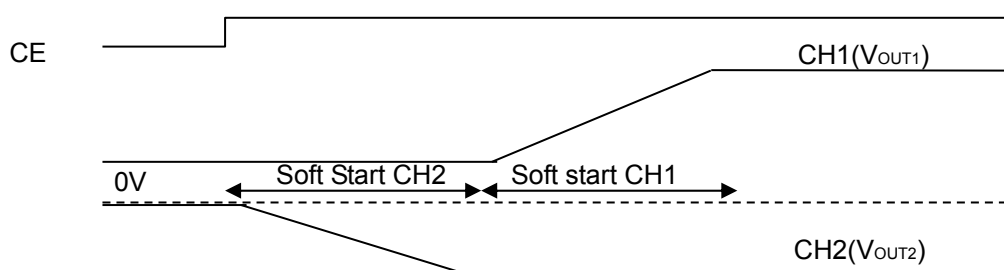 CE
CH1(VOUT1)
0V
Soft Start CH2
Soft start CH1
CH2(VOUT2)